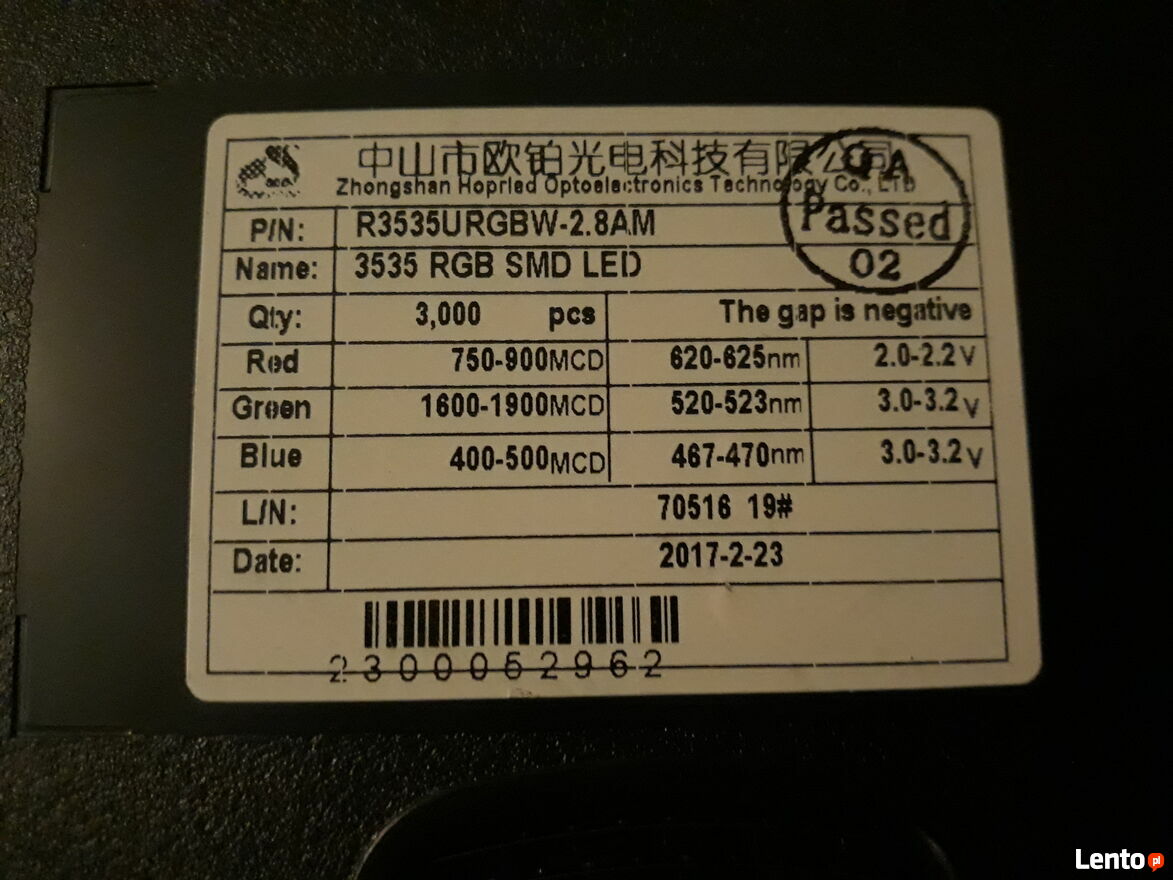 中山市欧铂光电科技有限公司
Zhongshan Hoprled Optoelectronics Technology Co., LTD
QA
Passed
02
P/N: R3535URGBW-2.8AM
Name: 3535 RGB SMD LED
Qty: 3,000 pcs The gap is negative
Red 750-900MCD 620-625nm 2.0-2.2V
Green 1600-1900MCD 520-523nm 3.0-3.2V
Blue 400-500MCD 467-470nm 3.0-3.2V
L/N: 70516 19#
Date: 2017-2-23
2300052962
Lento.pl